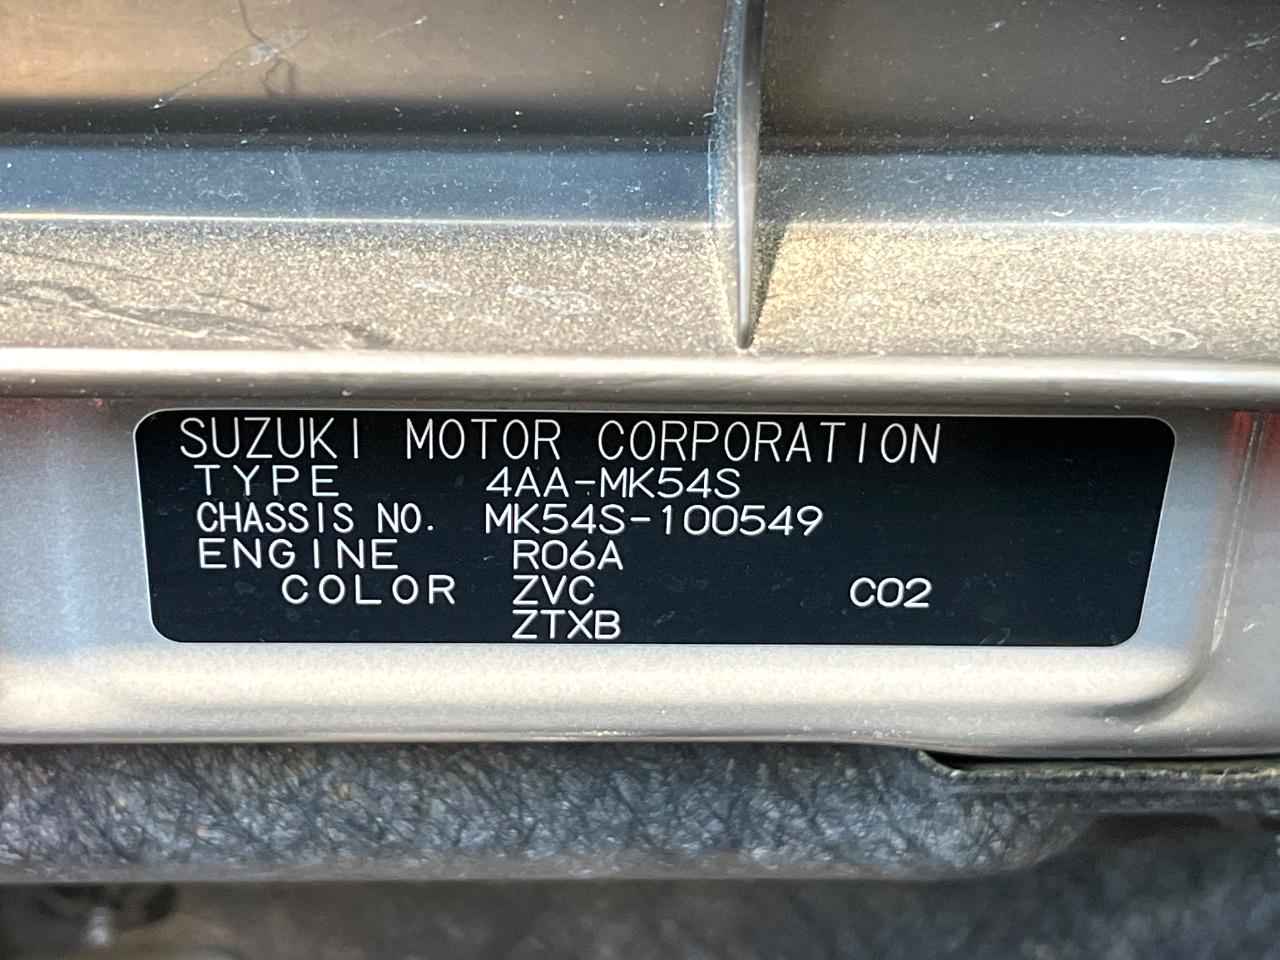 SUZUKI MOTOR CORPORATION
TYPE 4AA-MK54S
CHASSIS NO. MK54S-100549
ENGINE R06A
COLOR ZVC C02
ZTXB